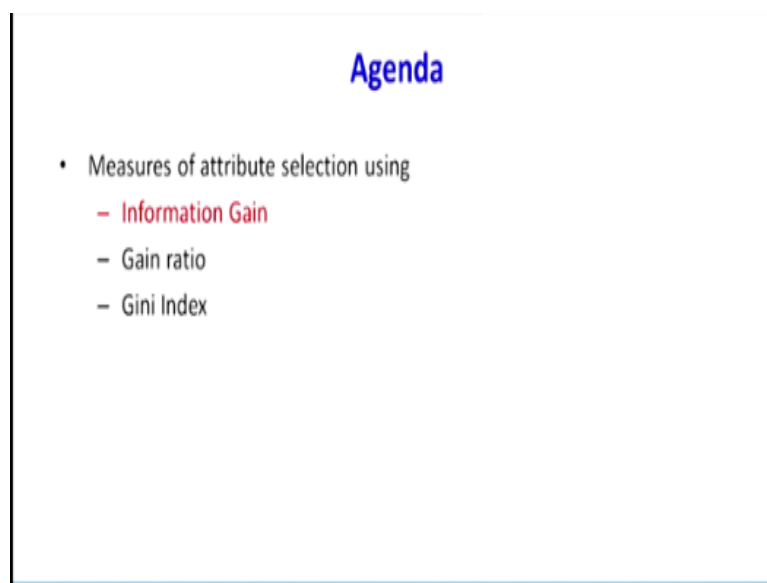 Agenda
• Measures of attribute selection using
– Information Gain
– Gain ratio
– Gini Index